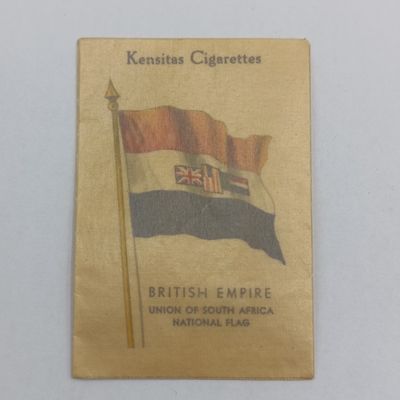 Kensitas Cigarettes
BRITISH EMPIRE
UNION OF SOUTH AFRICA
NATIONAL FLAG